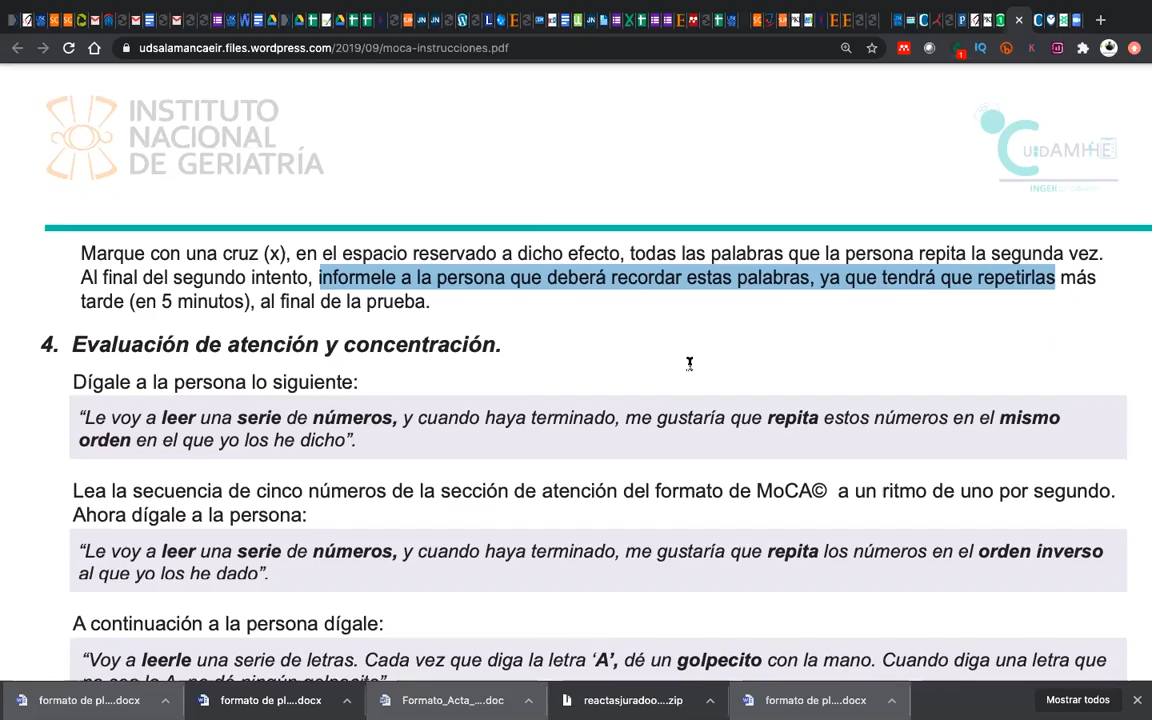 udsalamancaeir.files.wordpress.com/2019/09/moca-instrucciones.pdf
INSTITUTO
NACIONAL
DE GERIATRÍA
Marque con una cruz (x), en el espacio reservado a dicho efecto, todas las palabras que la persona repita la segunda vez.
Al final del segundo intento, informele a la persona que deberá recordar estas palabras, ya que tendrá que repetirlas más
tarde (en 5 minutos), al final de la prueba.
4. Evaluación de atención y concentración.
Dígale a la persona lo siguiente:
“Le voy a leer una serie de números, y cuando haya terminado, me gustaría que repita estos números en el mismo
orden en el que yo los he dicho”.
Lea la secuencia de cinco números de la sección de atención del formato de MoCA© a un ritmo de uno por segundo.
Ahora dígale a la persona:
“Le voy a leer una serie de números, y cuando haya terminado, me gustaría que repita los números en el orden inverso
al que yo los he dado”.
A continuación a la persona dígale:
“Voy a leerle una serie de letras. Cada vez que diga la letra ‘A’, dé un golpecito con la mano. Cuando diga una letra que
formato de pl....docx
formato de pl....docx
Formato_Acta_....doc
reactasjuradoo....zip
formato de pl....docx
Mostrar todos